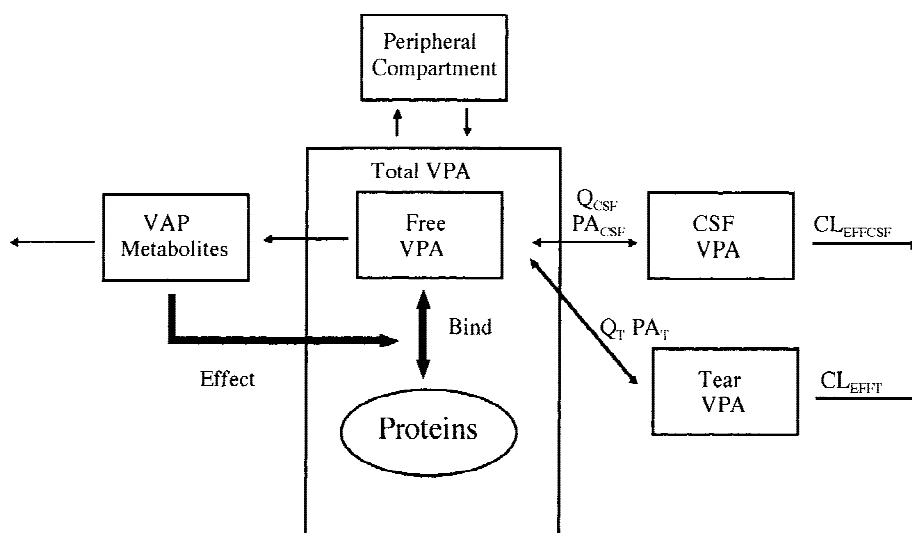 Peripheral
Compartment
Total VPA
VAP
Metabolites
Free
VPA
Q_CSF
PA_CSF
CSF
VPA
CL_EFFCSF
Bind
Effect
Q_T PA_T
Tear
VPA
CL_EFFT
Proteins